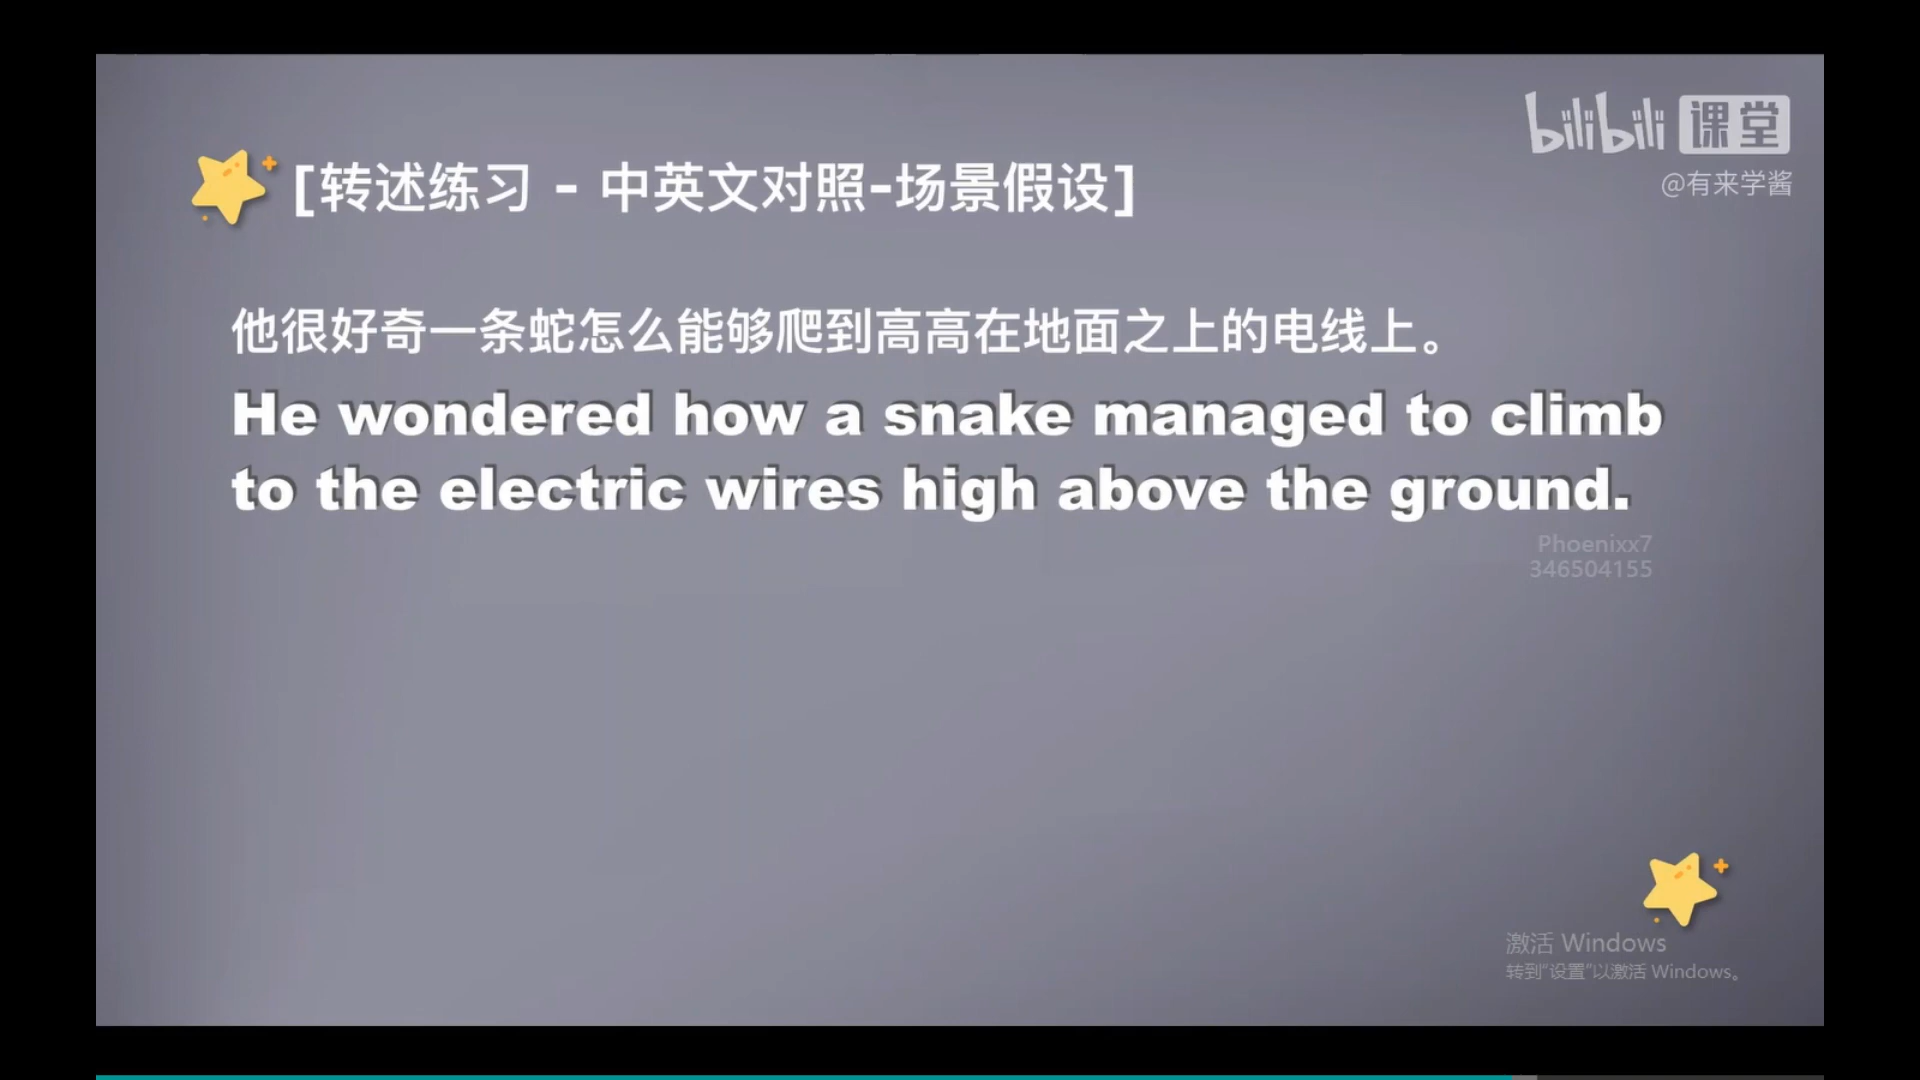 bilibili 课堂
@有来学酱
[转述练习 - 中英文对照-场景假设]
他很好奇一条蛇怎么能够爬到高高在地面之上的电线上。
He wondered how a snake managed to climb
to the electric wires high above the ground.
Phoenixx7
346504155
激活 Windows
转到"设置"以激活 Windows。